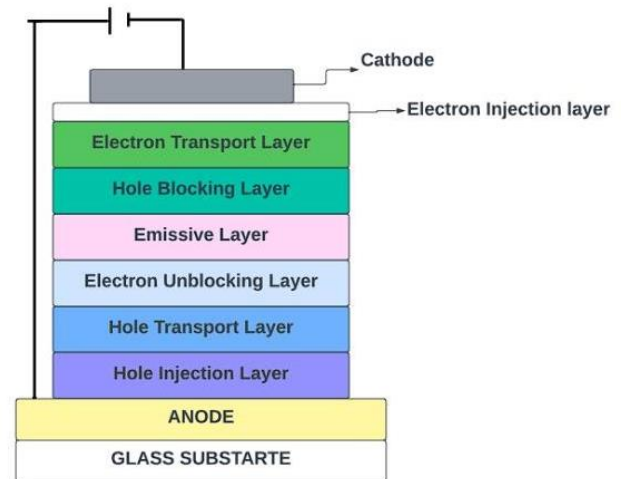 Cathode
Electron Injection layer
Electron Transport Layer
Hole Blocking Layer
Emissive Layer
Electron Unblocking Layer
Hole Transport Layer
Hole Injection Layer
ANODE
GLASS SUBSTARTE